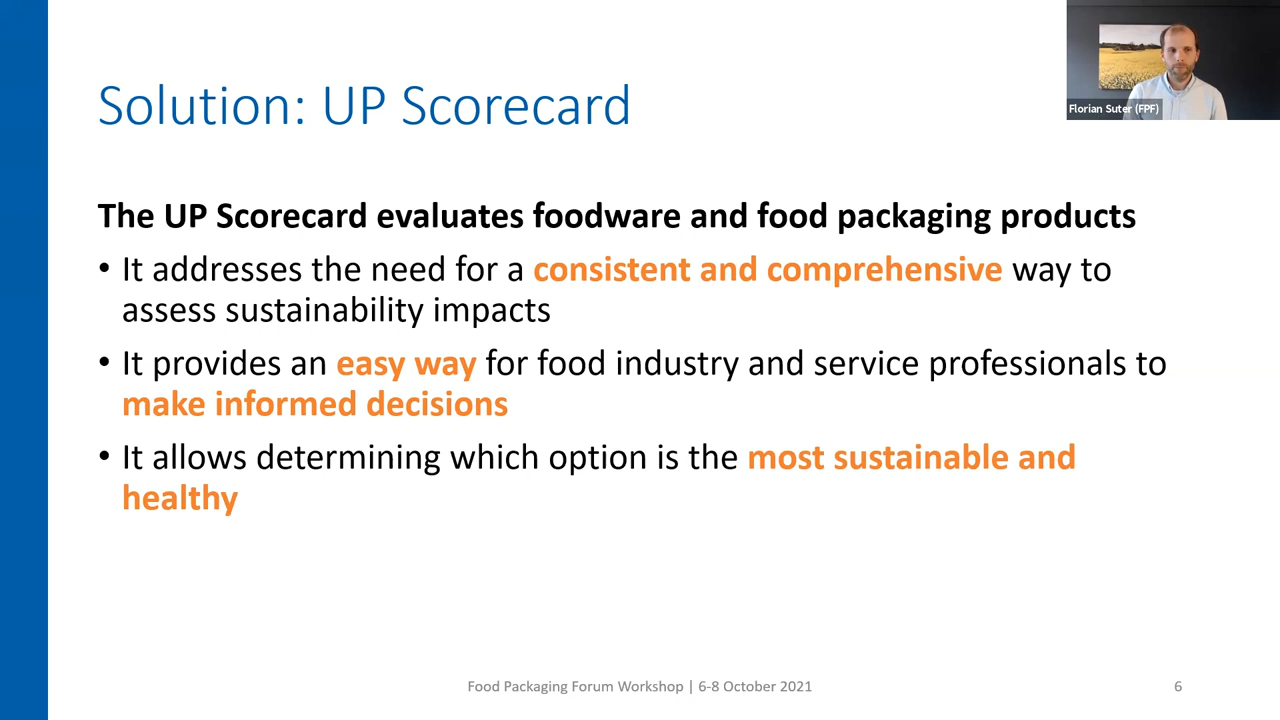 Florian Suter (FPF)
Solution: UP Scorecard
The UP Scorecard evaluates foodware and food packaging products
• It addresses the need for a consistent and comprehensive way to
assess sustainability impacts
• It provides an easy way for food industry and service professionals to
make informed decisions
• It allows determining which option is the most sustainable and
healthy
Food Packaging Forum Workshop | 6-8 October 2021
6